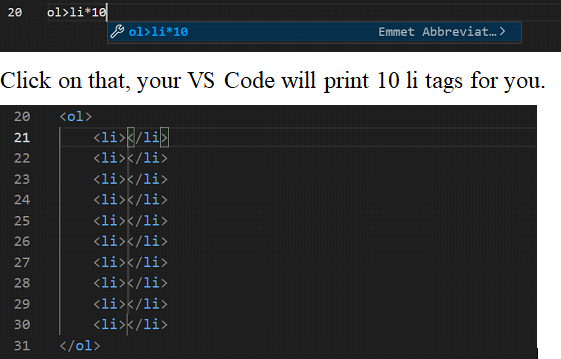 20 ol>li*10
ol>li*10 Emmet Abbreviat…>
Click on that, your VS Code will print 10 li tags for you.
20 <ol>
21 <li></li>
22 <li></li>
23 <li></li>
24 <li></li>
25 <li></li>
26 <li></li>
27 <li></li>
28 <li></li>
29 <li></li>
30 <li></li>
31 </ol>